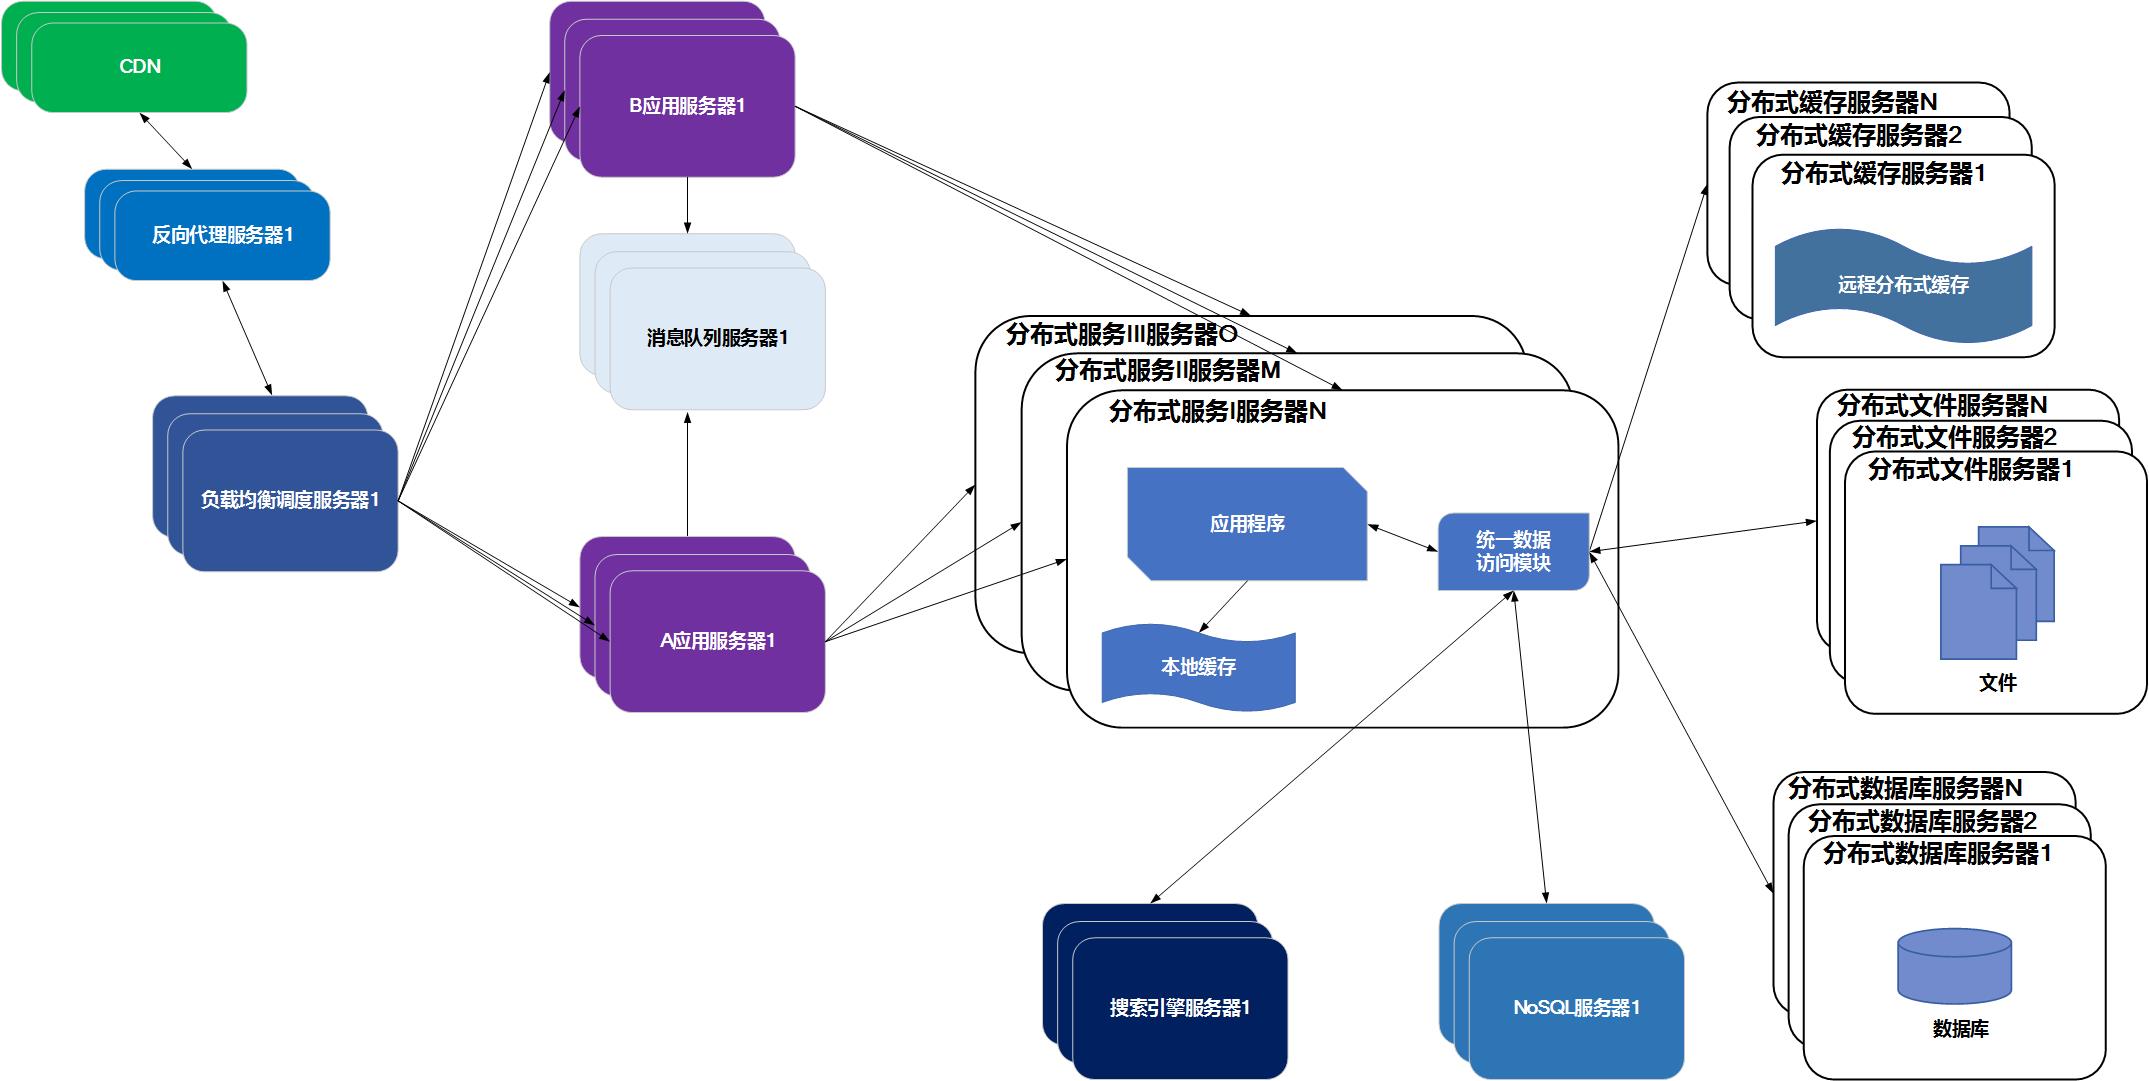 CDN
反向代理服务器1
负载均衡调度服务器1
B应用服务器1
消息队列服务器1
A应用服务器1
分布式服务III服务器O
分布式服务II服务器M
分布式服务I服务器N
应用程序
统一数据
访问模块
本地缓存
分布式缓存服务器N
分布式缓存服务器2
分布式缓存服务器1
远程分布式缓存
分布式文件服务器N
分布式文件服务器2
分布式文件服务器1
文件
分布式数据库服务器N
分布式数据库服务器2
分布式数据库服务器1
数据库
搜索引擎服务器1
NoSQL服务器1